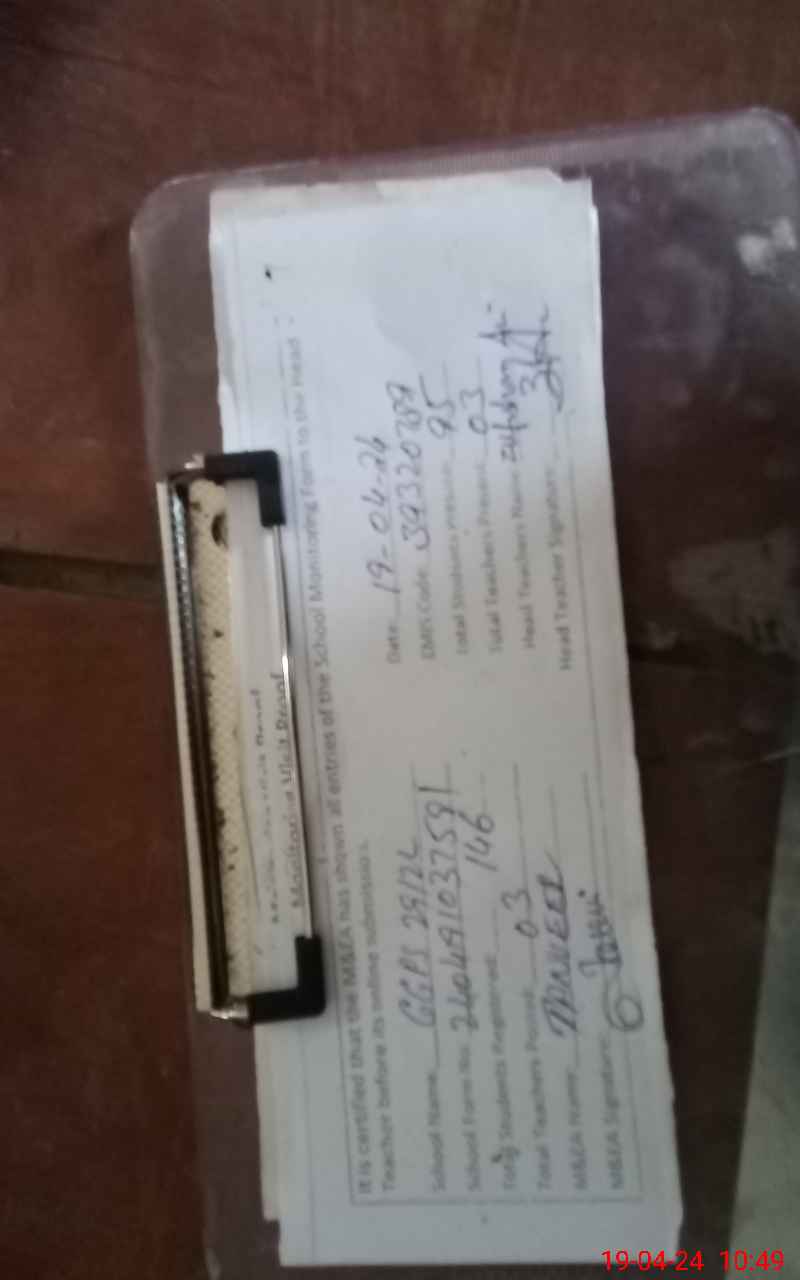 Monitoring Visit Proof
It is certified that the M&EA has shown all entries of the School Monitoring Form to the Head
Teacher before its online submission.
School Name: GGPS 29/2L Date: 19-04-24
School Form No: 2404191037591 EMIS Code: 39320789
Total Students Registered: 146 Total Students Present: 95
Total Teachers Posted: 03 Total Teachers Present: 03
M&EA Name: TANVEER Head Teachers Name:
M&EA Signature: Head Teacher Signature:
19-04-24 10:49